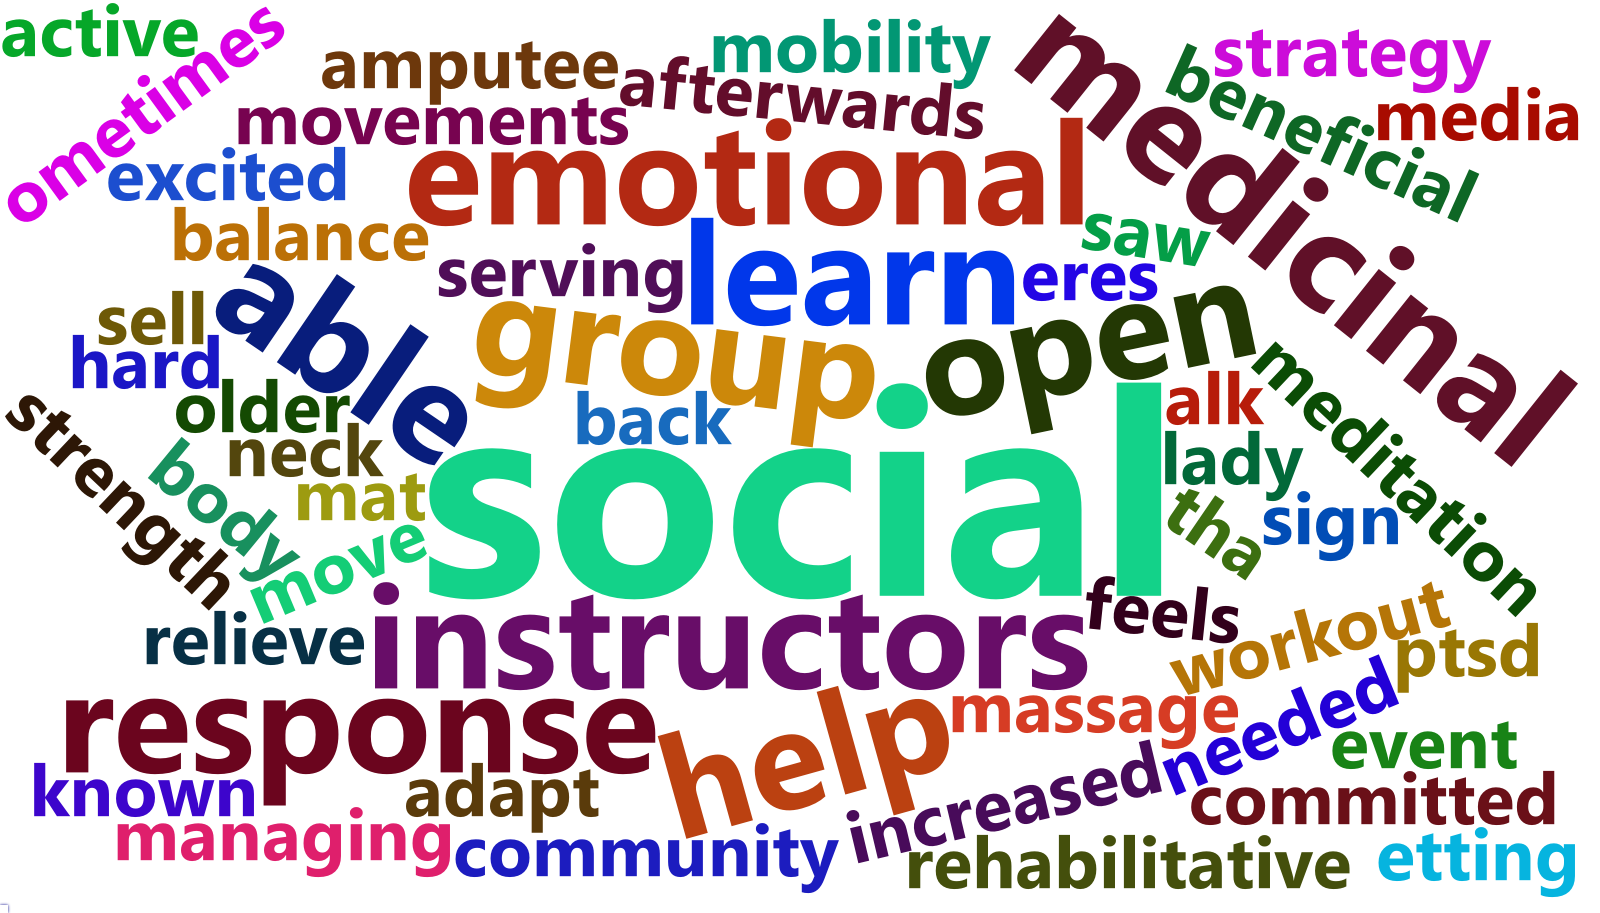 active
ometimes
amputee
mobility
medicinal
strategy
beneficial
media
afterwards
movements
excited
emotional
balance
saw
serving
learn
eres
able
sell
group
open
hard
older
back
alk
meditation
strength
neck
body
mat
social
lady
tha
sign
move
relieve
instructors
feels
workout
ptsd
response
help
massage
needed
event
known
adapt
increased
committed
managing
community
rehabilitative
etting